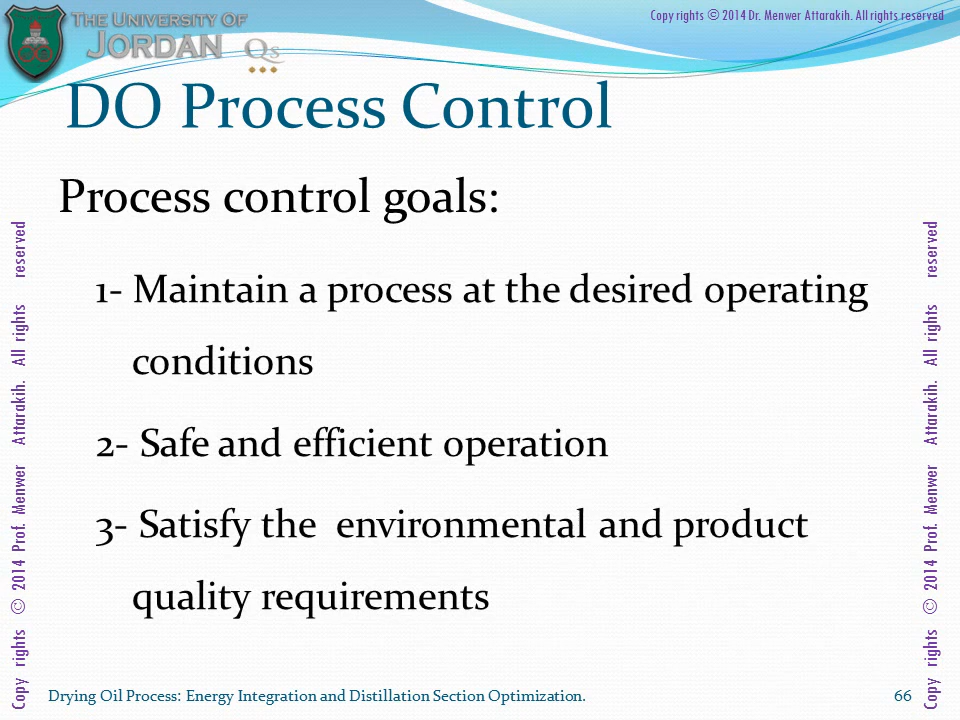 Copy rights © 2014 Dr. Menwer Attarakih. All rights reserved
THE UNIVERSITY OF
JORDAN Qs
DO Process Control
Process control goals:
1- Maintain a process at the desired operating
conditions
2- Safe and efficient operation
3- Satisfy the environmental and product
quality requirements
Copy rights © 2014 Prof. Menwer Attarakih. All rights reserved
Copy rights © 2014 Prof. Menwer Attarakih. All rights reserved
Drying Oil Process: Energy Integration and Distillation Section Optimization.
66